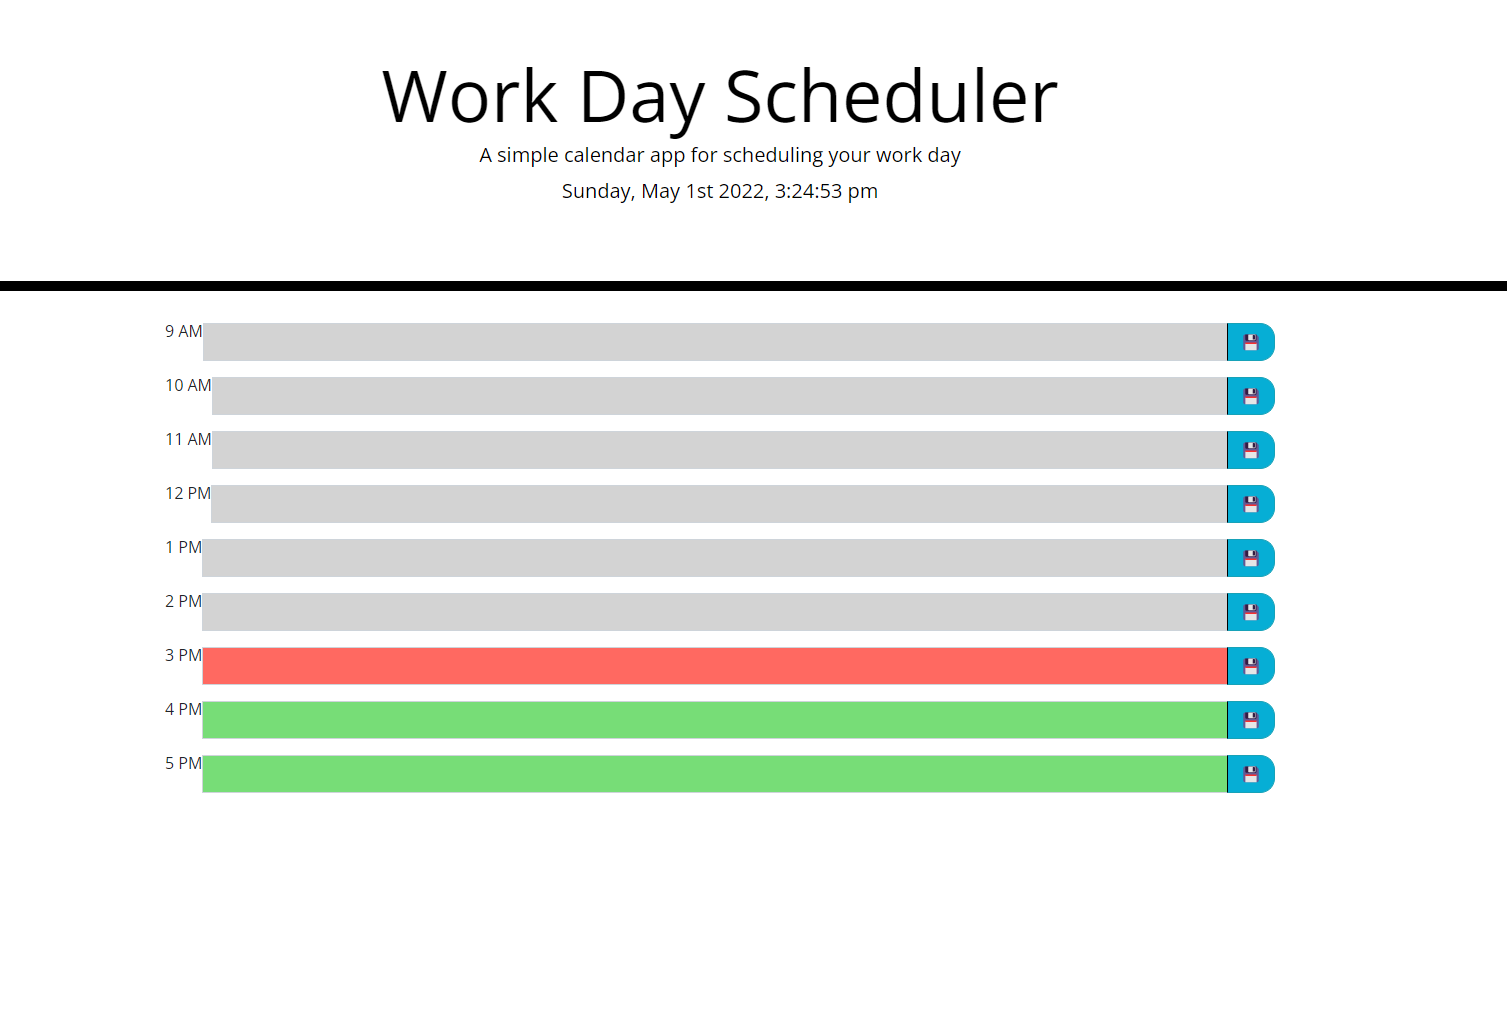 Work Day Scheduler
A simple calendar app for scheduling your work day
Sunday, May 1st 2022, 3:24:53 pm
9 AM
10 AM
11 AM
12 PM
1 PM
2 PM
3 PM
4 PM
5 PM